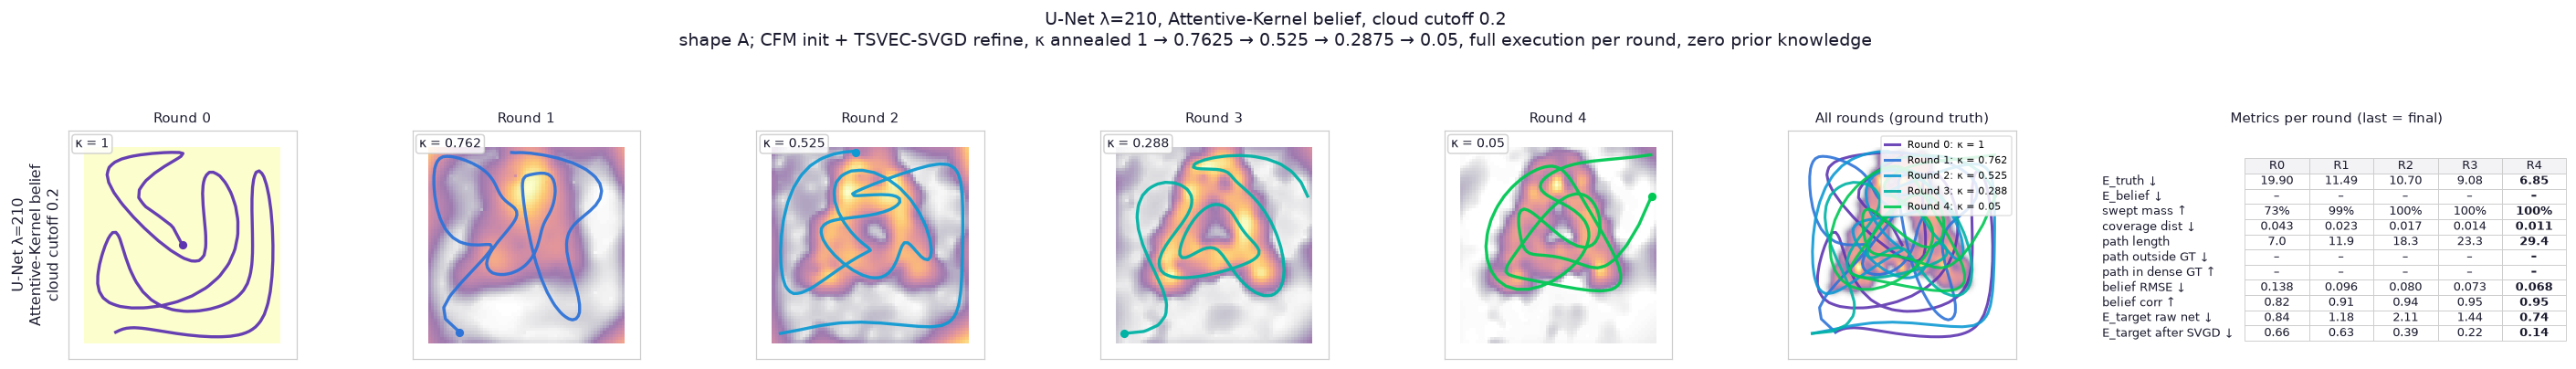 U-Net λ=210, Attentive-Kernel belief, cloud cutoff 0.2
shape A; CFM init + TSVEC-SVGD refine, κ annealed 1 → 0.7625 → 0.525 → 0.2875 → 0.05, full execution per round, zero prior knowledge
U-Net λ=210
Attentive-Kernel belief
cloud cutoff 0.2
Round 0
κ = 1
Round 1
κ = 0.762
Round 2
κ = 0.525
Round 3
κ = 0.288
Round 4
κ = 0.05
All rounds (ground truth)
Round 0: κ = 1
Round 1: κ = 0.762
Round 2: κ = 0.525
Round 3: κ = 0.288
Round 4: κ = 0.05
Metrics per round (last = final)
R0 R1 R2 R3 R4
E_truth ↓ 19.90 11.49 10.70 9.08 6.85
E_belief ↓ – – – – –
swept mass ↑ 73% 99% 100% 100% 100%
coverage dist ↓ 0.043 0.023 0.017 0.014 0.011
path length 7.0 11.9 18.3 23.3 29.4
path outside GT ↓ – – – – –
path in dense GT ↑ – – – – –
belief RMSE ↓ 0.138 0.096 0.080 0.073 0.068
belief corr ↑ 0.82 0.91 0.94 0.95 0.95
E_target raw net ↓ 0.84 1.18 2.11 1.44 0.74
E_target after SVGD ↓ 0.66 0.63 0.39 0.22 0.14